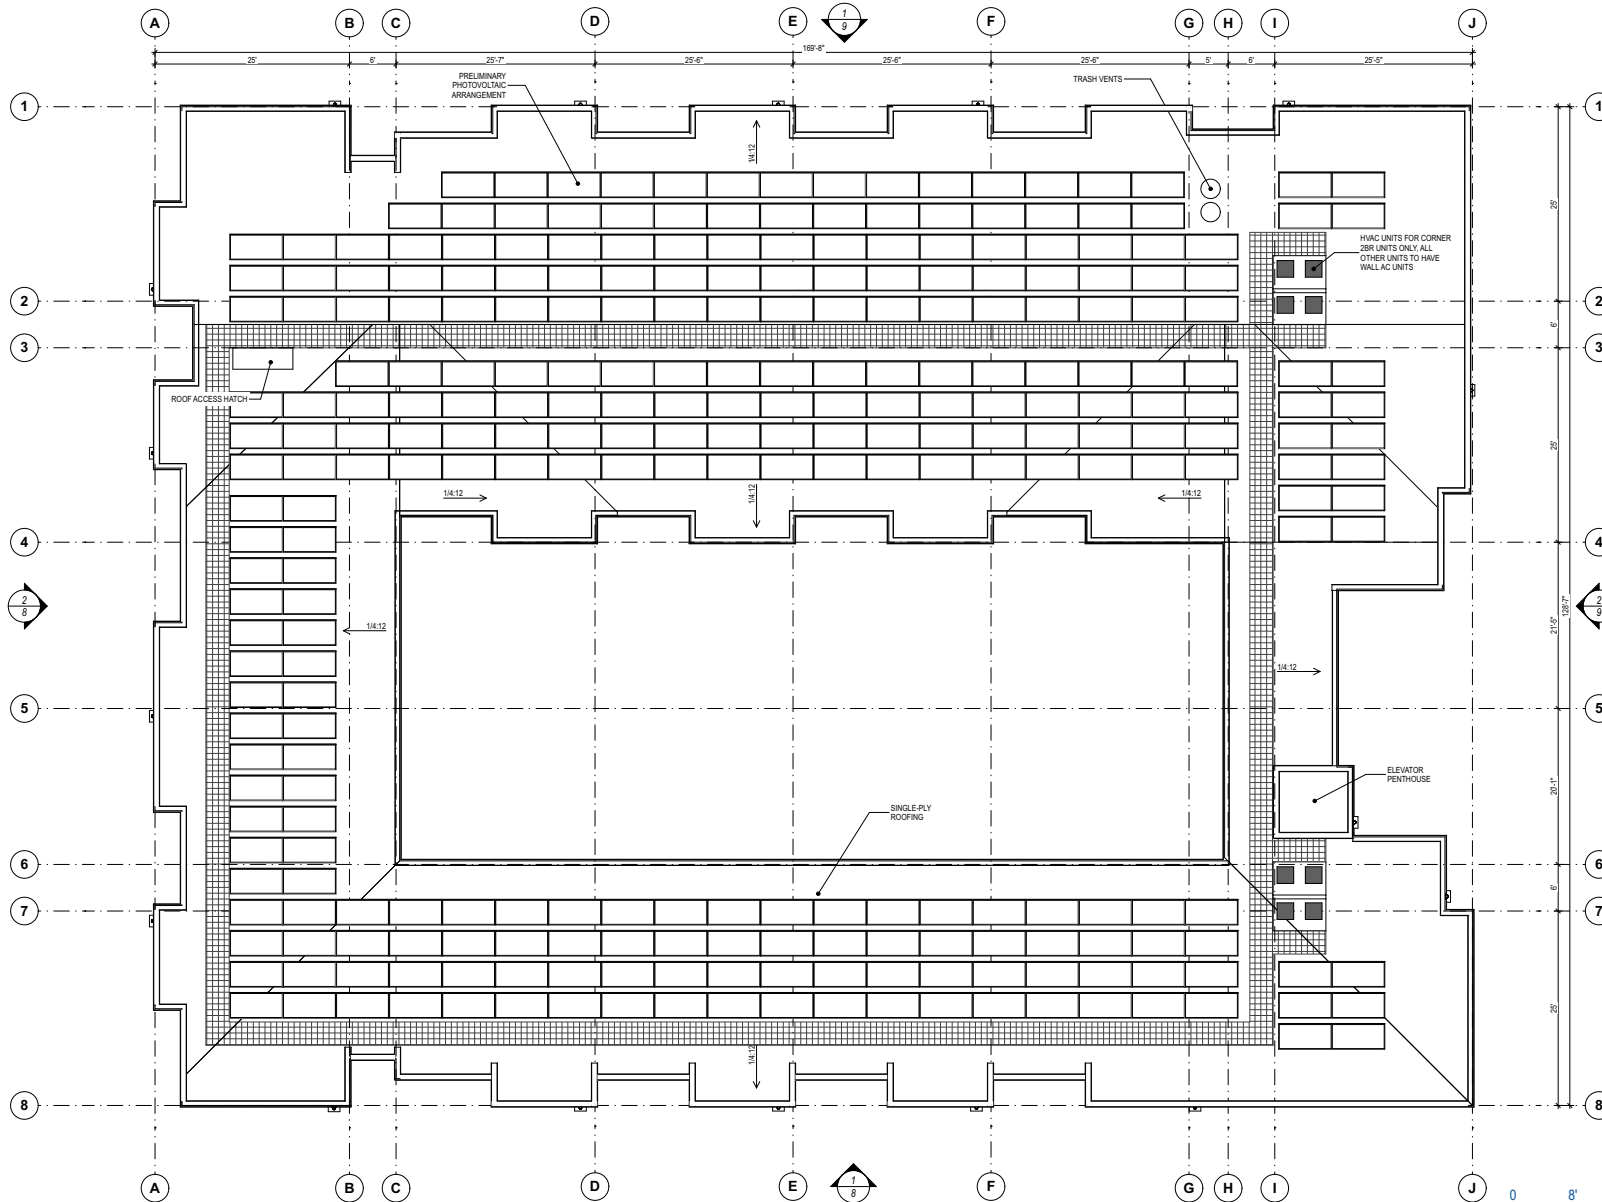 A B C D E F G H I J
1
9
169'-8"
25' 6' 25'-7" 25'-6" 25'-6" 25'-6" 5' 6' 25'-5"
PRELIMINARY
PHOTOVOLTAIC
ARRANGEMENT
TRASH VENTS
1 1
1/4:12
25'
HVAC UNITS FOR CORNER
2BR UNITS ONLY, ALL
OTHER UNITS TO HAVE
WALL AC UNITS
2 2
6'
3 3
ROOF ACCESS HATCH
25'
1/4:12 1/4:12 1/4:12
4 4
2
8
2
9
128'-7"
21'-5"
1/4:12
1/4:12
5 5
ELEVATOR
PENTHOUSE
20'-1"
SINGLE-PLY
ROOFING
6 6
6'
7 7
25'
1/4:12
8 8
A B C D E F G H I J
1
8
0 8'